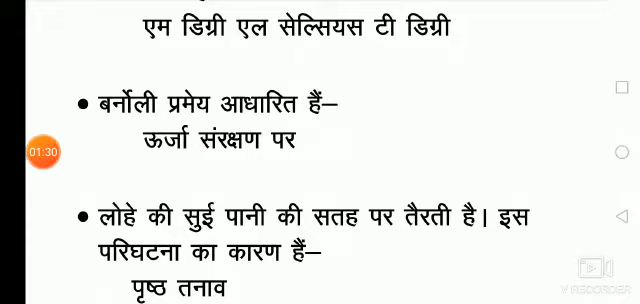 एम डिग्री एल सेल्सियस टी डिग्री
• बर्नोली प्रमेय आधारित हैं–
ऊर्जा संरक्षण पर
01:30
• लोहे की सुई पानी की सतह पर तैरती है। इस
परिघटना का कारण हैं–
पृष्ठ तनाव
V RECORDER